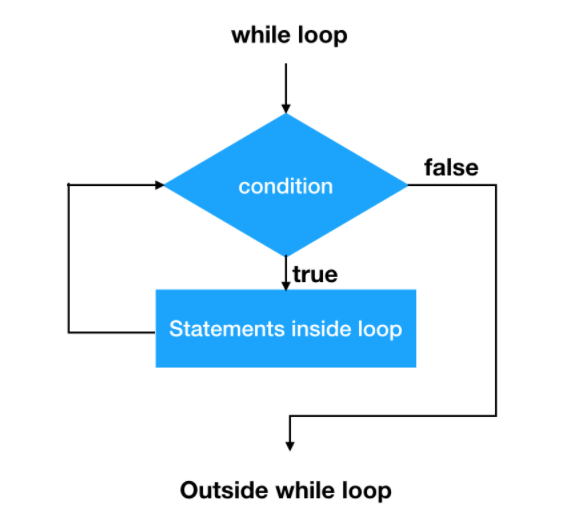 while loop
condition
false
true
Statements inside loop
Outside while loop